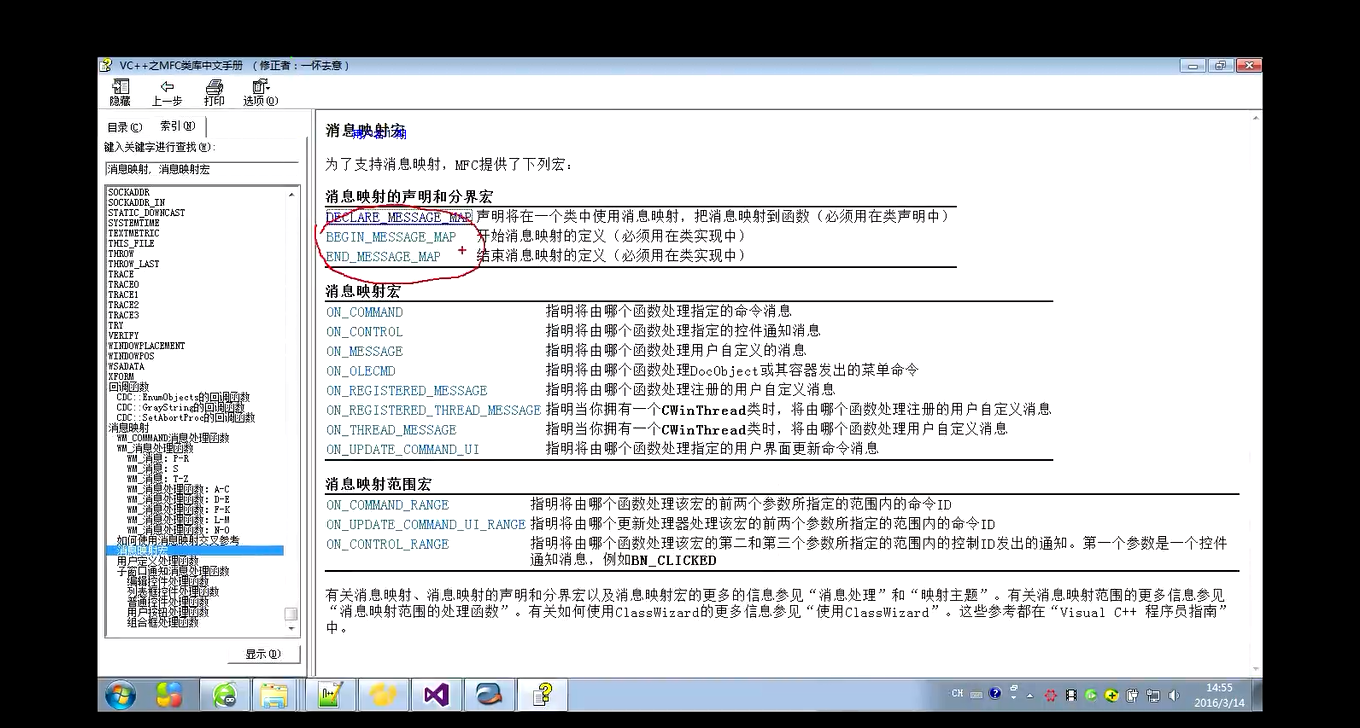 VC++之MFC类库中文手册 （修正者：一怀去意）
隐藏 上一步 打印 选项(O)
目录(C) 索引(N)
键入关键字进行查找(W):
消息映射, 消息映射宏
SOCKADDR
SOCKADDR_IN
STATIC_DOWNCAST
SYSTEMTIME
TEXTMETRIC
THIS_FILE
THROW
THROW_LAST
TRACE
TRACE0
TRACE1
TRACE2
TRACE3
TRY
VERIFY
WINDOWPLACEMENT
WINDOWPOS
WSADATA
XFORM
回调函数
CDC::EnumObjects的回调函数
CDC::GrayString的回调函数
CDC::SetAbortProc的回调函数
消息映射
WM_COMMAND消息处理函数
WM_消息处理函数
WM_消息: P-R
WM_消息: S
WM_消息: T-Z
WM_消息处理函数: A-C
WM_消息处理函数: D-E
WM_消息处理函数: F-K
WM_消息处理函数: L-M
WM_消息处理函数: N-O
如何使用消息映射交叉参考
消息映射宏
用户定义处理函数
子窗口通知消息处理函数
编辑控件处理函数
列表框控件处理函数
普通控件处理函数
用户按钮处理函数
组合框处理函数
显示(D)
消息映射宏
为了支持消息映射，MFC提供了下列宏：
消息映射的声明和分界宏
DECLARE_MESSAGE_MAP 声明将在一个类中使用消息映射，把消息映射到函数（必须用在类声明中）
BEGIN_MESSAGE_MAP 开始消息映射的定义（必须用在类实现中）
END_MESSAGE_MAP 结束消息映射的定义（必须用在类实现中）
消息映射宏
ON_COMMAND 指明将由哪个函数处理指定的命令消息
ON_CONTROL 指明将由哪个函数处理指定的控件通知消息
ON_MESSAGE 指明将由哪个函数处理用户自定义的消息
ON_OLECMD 指明将由哪个函数处理DocObject或其容器发出的菜单命令
ON_REGISTERED_MESSAGE 指明将由哪个函数处理注册的用户自定义消息
ON_REGISTERED_THREAD_MESSAGE 指明当你拥有一个CWinThread类时，将由哪个函数处理注册的用户自定义消息
ON_THREAD_MESSAGE 指明当你拥有一个CWinThread类时，将由哪个函数处理用户自定义消息
ON_UPDATE_COMMAND_UI 指明将由哪个函数处理指定的用户界面更新命令消息
消息映射范围宏
ON_COMMAND_RANGE 指明将由哪个函数处理该宏的前两个参数所指定的范围内的命令ID
ON_UPDATE_COMMAND_UI_RANGE 指明将由哪个更新处理器处理该宏的前两个参数所指定的范围内的命令ID
ON_CONTROL_RANGE 指明将由哪个函数处理该宏的第二和第三个参数所指定的范围内的控制ID发出的通知。第一个参数是一个控件
通知消息，例如BN_CLICKED
有关消息映射、消息映射的声明和分界宏以及消息映射宏的更多的信息参见“消息处理”和“映射主题”。有关消息映射范围的更多信息参见
“消息映射范围的处理函数”。有关如何使用ClassWizard的更多信息参见“使用ClassWizard”。这些参考都在“Visual C++ 程序员指南”
中。
CH
14:55
2016/3/14